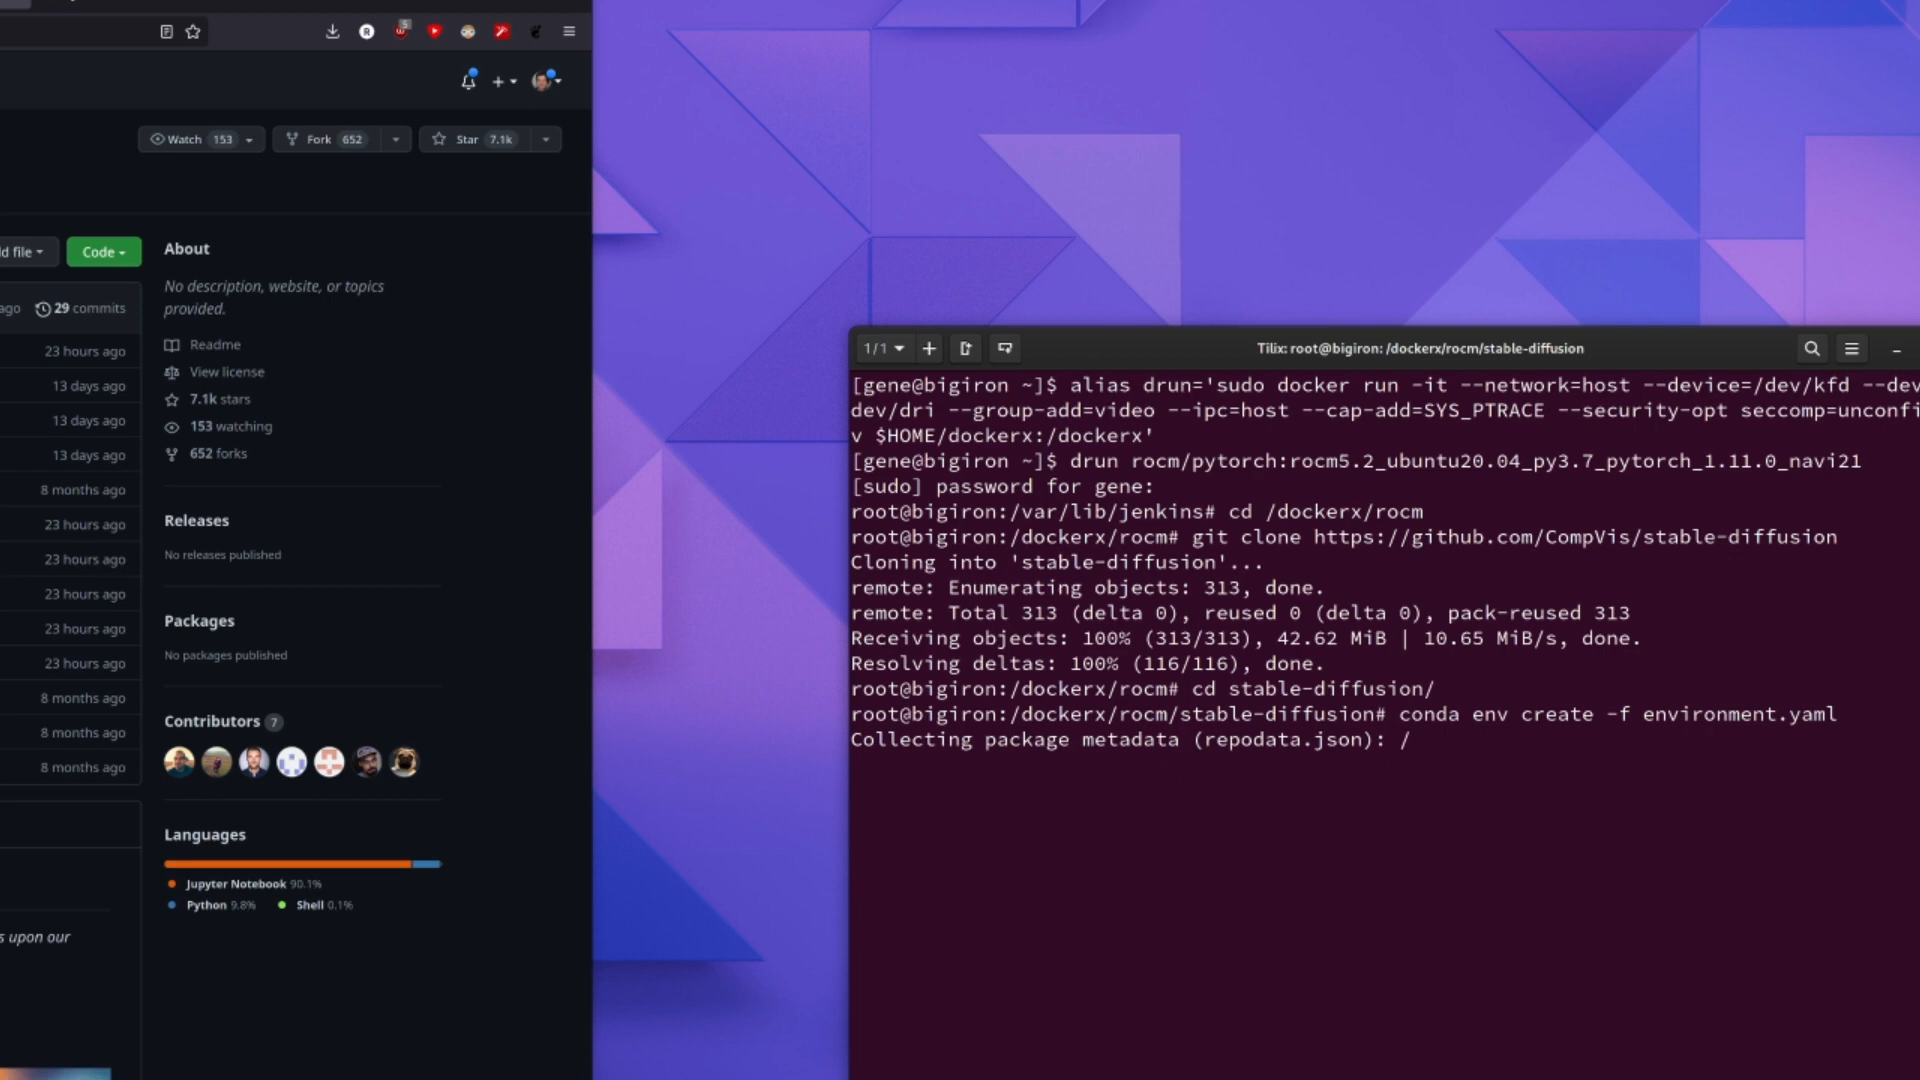 5
Watch 153
Fork 652
Star 7.1k
d file
Code
About
No description, website, or topics
provided.
ago
29 commits
Readme
23 hours ago
View license
13 days ago
7.1k stars
13 days ago
153 watching
13 days ago
652 forks
8 months ago
Releases
23 hours ago
No releases published
23 hours ago
23 hours ago
Packages
23 hours ago
No packages published
23 hours ago
8 months ago
Contributors 7
8 months ago
8 months ago
Languages
Jupyter Notebook 90.1%
Python 9.8% Shell 0.1%
s upon our
1/1
Tilix: root@bigiron: /dockerx/rocm/stable-diffusion
[gene@bigiron ~]$ alias drun='sudo docker run -it --network=host --device=/dev/kfd --dev
dev/dri --group-add=video --ipc=host --cap-add=SYS_PTRACE --security-opt seccomp=unconfi
v $HOME/dockerx:/dockerx'
[gene@bigiron ~]$ drun rocm/pytorch:rocm5.2_ubuntu20.04_py3.7_pytorch_1.11.0_navi21
[sudo] password for gene:
root@bigiron:/var/lib/jenkins# cd /dockerx/rocm
root@bigiron:/dockerx/rocm# git clone https://github.com/CompVis/stable-diffusion
Cloning into 'stable-diffusion'...
remote: Enumerating objects: 313, done.
remote: Total 313 (delta 0), reused 0 (delta 0), pack-reused 313
Receiving objects: 100% (313/313), 42.62 MiB | 10.65 MiB/s, done.
Resolving deltas: 100% (116/116), done.
root@bigiron:/dockerx/rocm# cd stable-diffusion/
root@bigiron:/dockerx/rocm/stable-diffusion# conda env create -f environment.yaml
Collecting package metadata (repodata.json): /